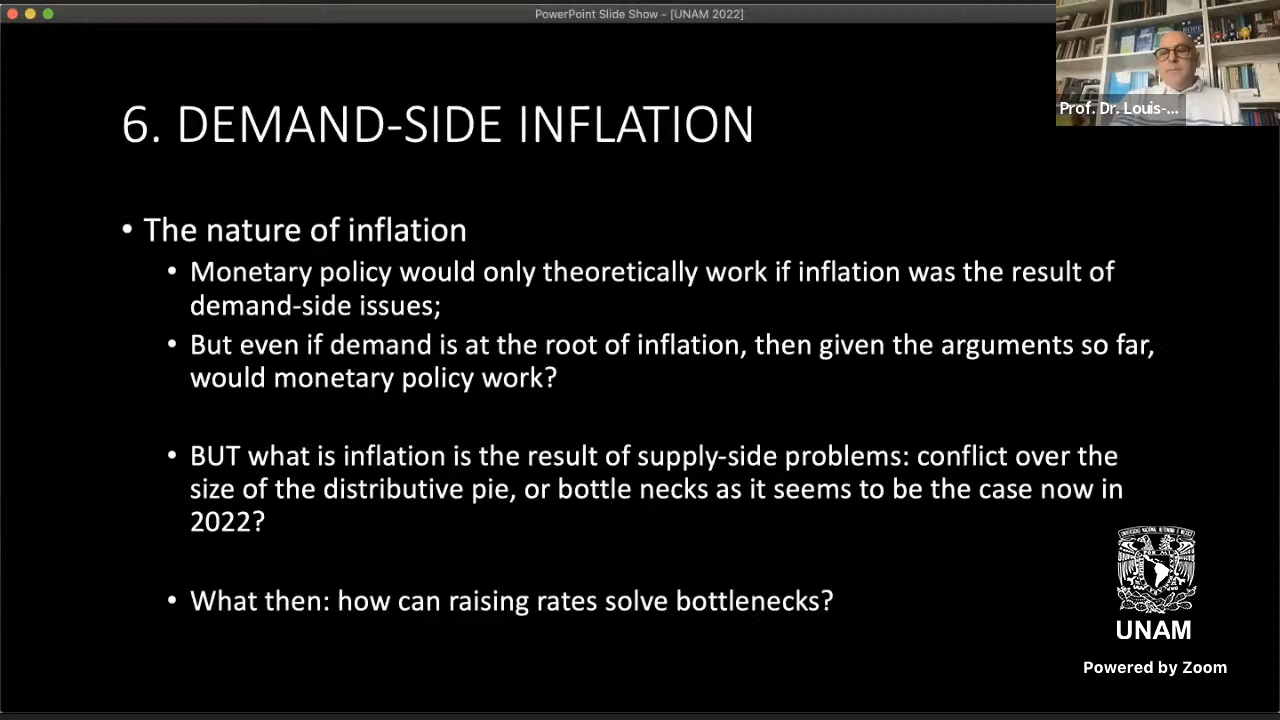 PowerPoint Slide Show - [UNAM 2022]
Prof. Dr. Louis-...
6. DEMAND-SIDE INFLATION
• The nature of inflation
• Monetary policy would only theoretically work if inflation was the result of
demand-side issues;
• But even if demand is at the root of inflation, then given the arguments so far,
would monetary policy work?
• BUT what is inflation is the result of supply-side problems: conflict over the
size of the distributive pie, or bottle necks as it seems to be the case now in
2022?
• What then: how can raising rates solve bottlenecks?
UNAM
Powered by Zoom